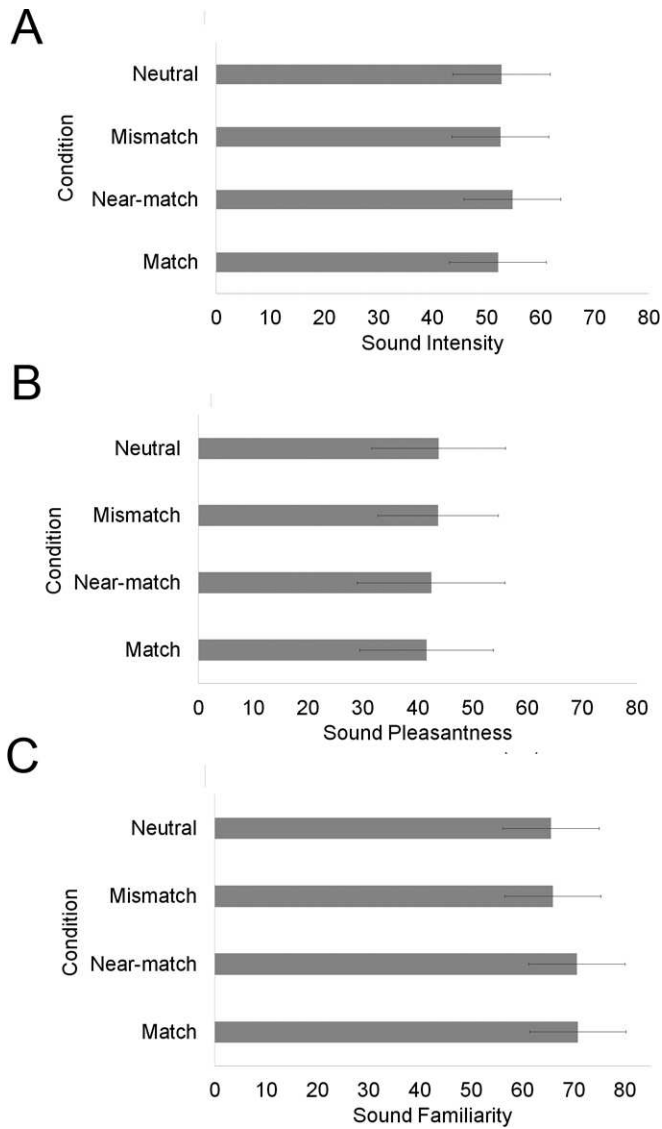 A
Condition
Neutral
Mismatch
Near-match
Match
0 10 20 30 40 50 60 70 80
Sound Intensity
B
Condition
Neutral
Mismatch
Near-match
Match
0 10 20 30 40 50 60 70 80
Sound Pleasantness
C
Condition
Neutral
Mismatch
Near-match
Match
0 10 20 30 40 50 60 70 80
Sound Familiarity